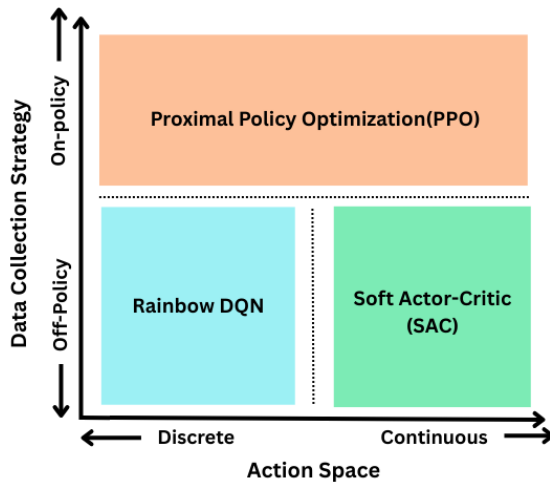 Data Collection Strategy
On-policy
Off-Policy
Proximal Policy Optimization(PPO)
Rainbow DQN
Soft Actor-Critic
(SAC)
Discrete
Continuous
Action Space